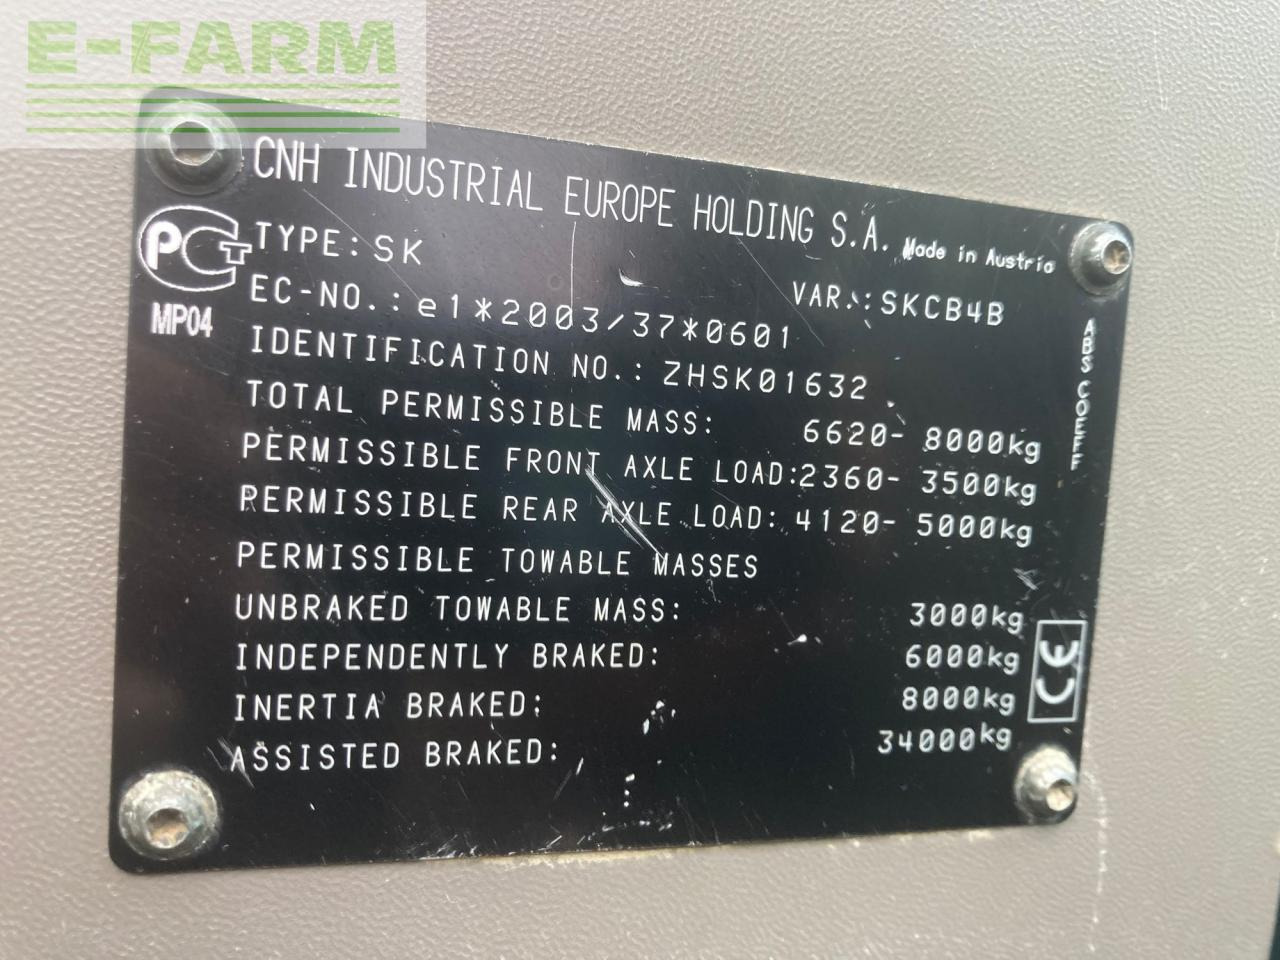 E-FARM
CNH INDUSTRIAL EUROPE HOLDING S.A. Made in Austria
PCT TYPE: SK VAR.: SKCB4B
MP04 EC-NO.: e1*2003/37*0601
IDENTIFICATION NO.: ZHSK01632
TOTAL PERMISSIBLE MASS: 6620- 8000kg
PERMISSIBLE FRONT AXLE LOAD: 2360- 3500kg
PERMISSIBLE REAR AXLE LOAD: 4120- 5000kg
PERMISSIBLE TOWABLE MASSES
UNBRAKED TOWABLE MASS: 3000kg
INDEPENDENTLY BRAKED: 6000kg
INERTIA BRAKED: 8000kg
ASSISTED BRAKED: 34000kg
ABS COEFF
CE